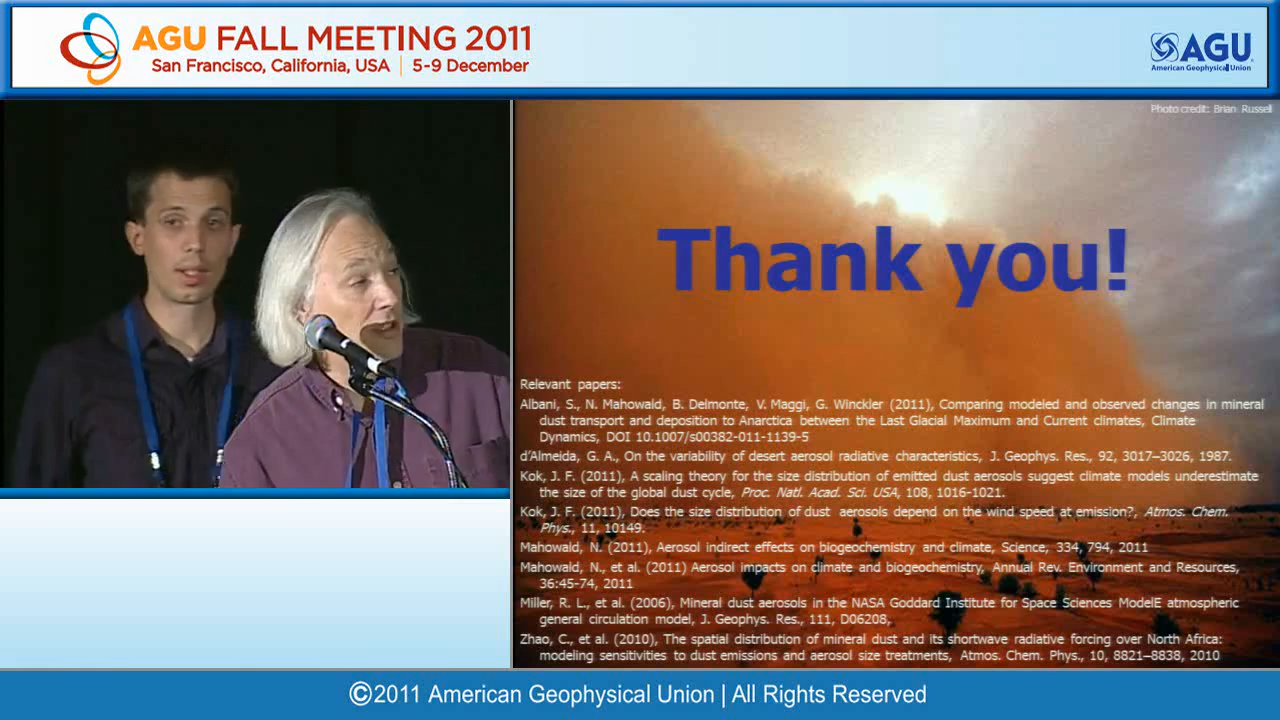 AGU FALL MEETING 2011
San Francisco, California, USA | 5-9 December
AGU
American Geophysical Union
Photo credit: Brian Russell
Thank you!
Relevant papers:
Albani, S., N. Mahowald, B. Delmonte, V. Maggi, G. Winckler (2011), Comparing modeled and observed changes in mineral
dust transport and deposition to Anarctica between the Last Glacial Maximum and Current climates, Climate
Dynamics, DOI 10.1007/s00382-011-1139-5
d'Almeida, G. A., On the variability of desert aerosol radiative characteristics, J. Geophys. Res., 92, 3017–3026, 1987.
Kok, J. F. (2011), A scaling theory for the size distribution of emitted dust aerosols suggest climate models underestimate
the size of the global dust cycle, Proc. Natl. Acad. Sci. USA, 108, 1016-1021.
Kok, J. F. (2011), Does the size distribution of dust aerosols depend on the wind speed at emission?, Atmos. Chem.
Phys., 11, 10149.
Mahowald, N. (2011), Aerosol indirect effects on biogeochemistry and climate, Science, 334, 794, 2011
Mahowald, N., et al. (2011) Aerosol impacts on climate and biogeochemistry, Annual Rev. Environment and Resources,
36:45-74, 2011
Miller, R. L., et al. (2006), Mineral dust aerosols in the NASA Goddard Institute for Space Sciences ModelE atmospheric
general circulation model, J. Geophys. Res., 111, D06208,
Zhao, C., et al. (2010), The spatial distribution of mineral dust and its shortwave radiative forcing over North Africa:
modeling sensitivities to dust emissions and aerosol size treatments, Atmos. Chem. Phys., 10, 8821–8838, 2010
©2011 American Geophysical Union | All Rights Reserved